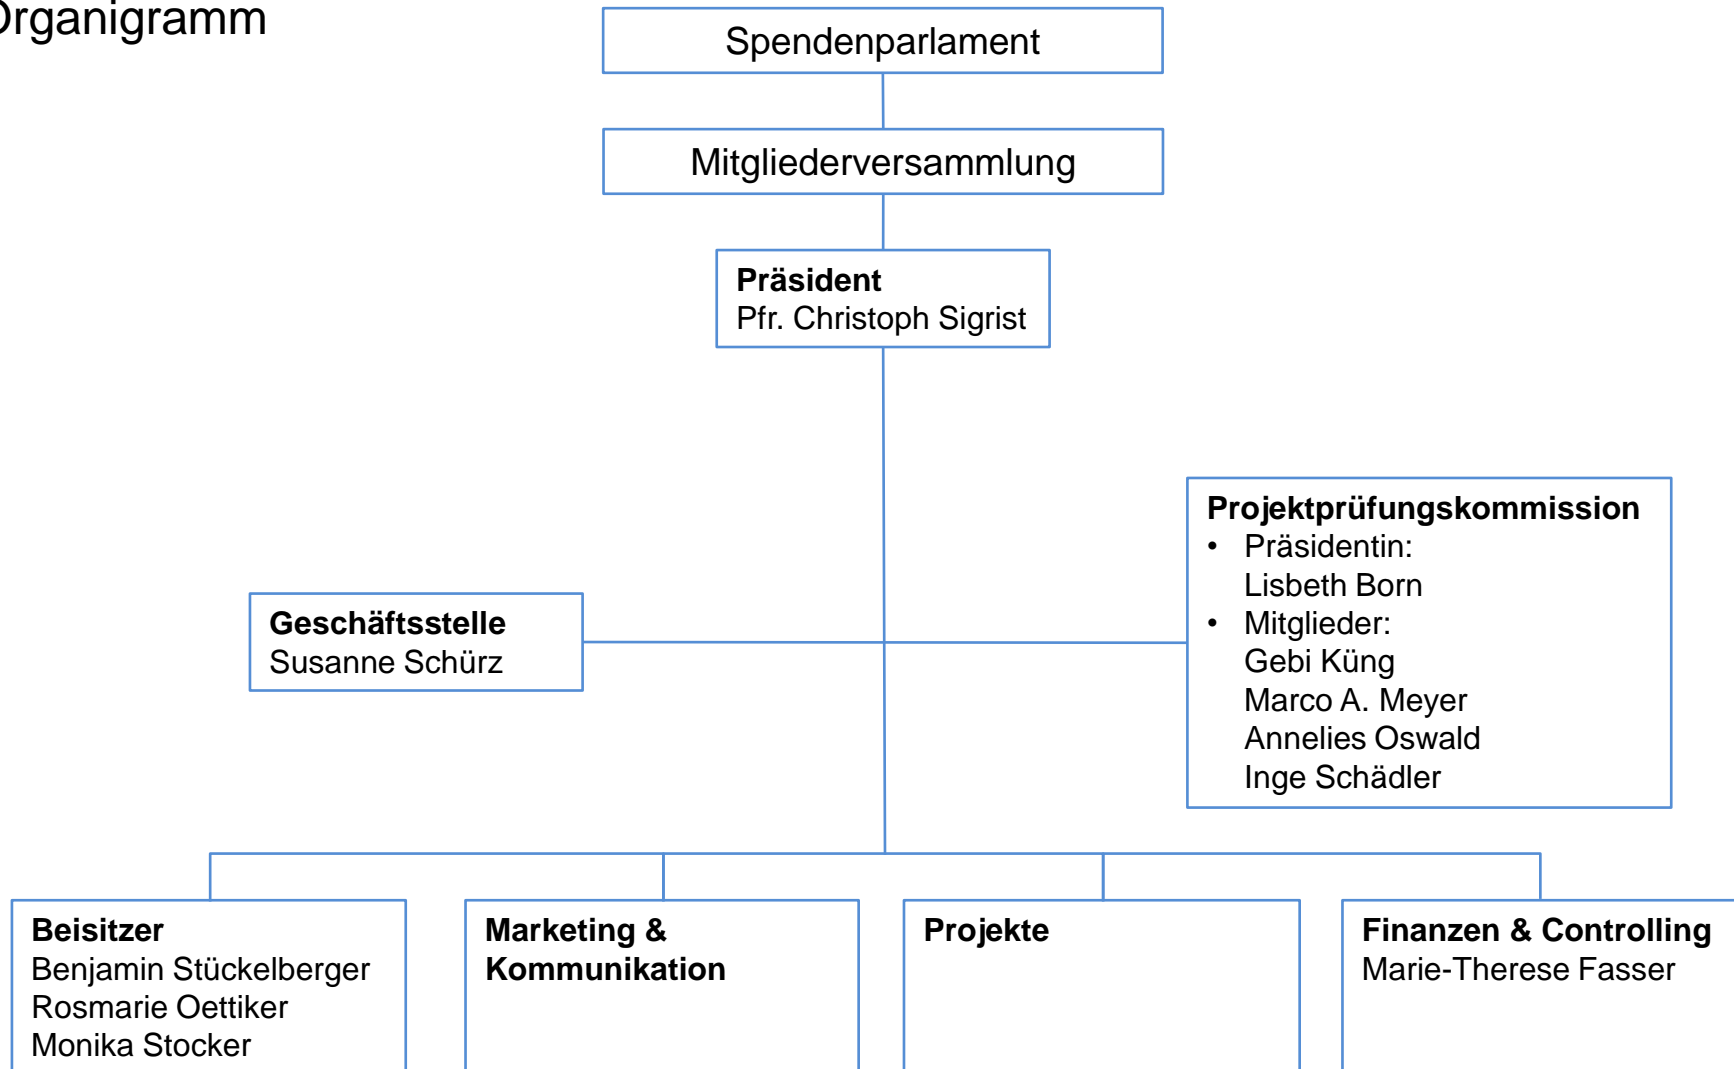 Organigramm
Spendenparlament
Mitgliederversammlung
Präsident
Pfr. Christoph Sigrist
Projektprüfungskommission
• Präsidentin:
Lisbeth Born
• Mitglieder:
Gebi Küng
Marco A. Meyer
Annelies Oswald
Inge Schädler
Geschäftsstelle
Susanne Schürz
Beisitzer
Benjamin Stückelberger
Rosmarie Oettiker
Monika Stocker
Marketing &
Kommunikation
Projekte
Finanzen & Controlling
Marie-Therese Fasser